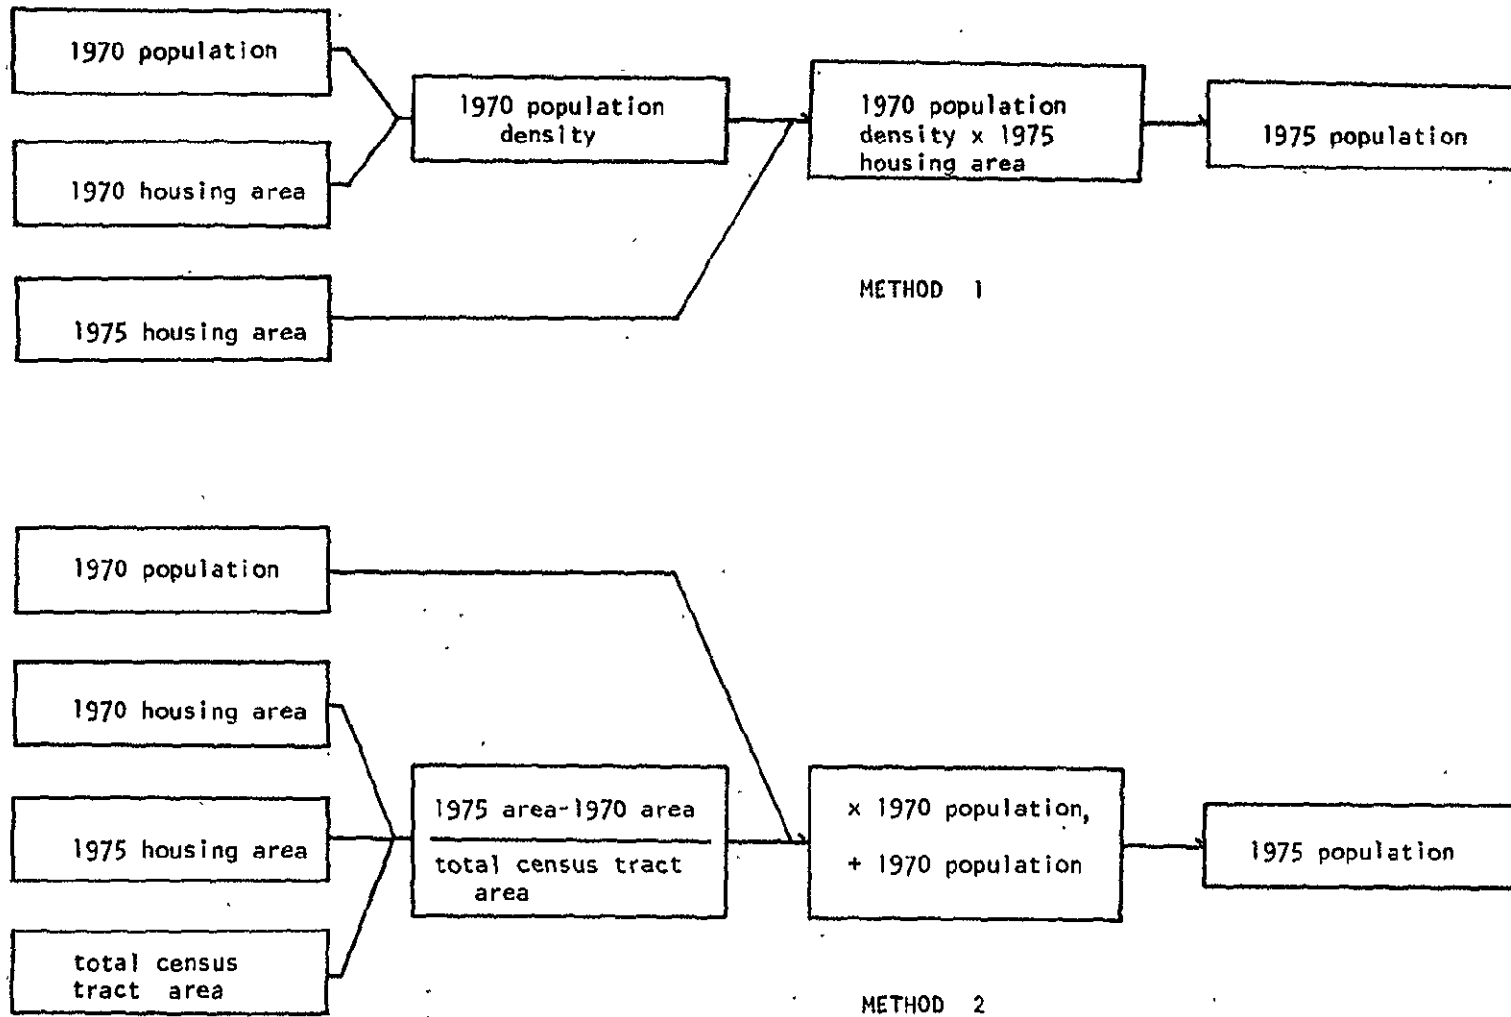 1970 population
1970 housing area
1975 housing area
1970 population
density
1970 population
density x 1975
housing area
1975 population
METHOD 1
1970 population
1970 housing area
1975 housing area
total census
tract area
1975 area-1970 area
total census tract
area
x 1970 population,
+ 1970 population
1975 population
METHOD 2